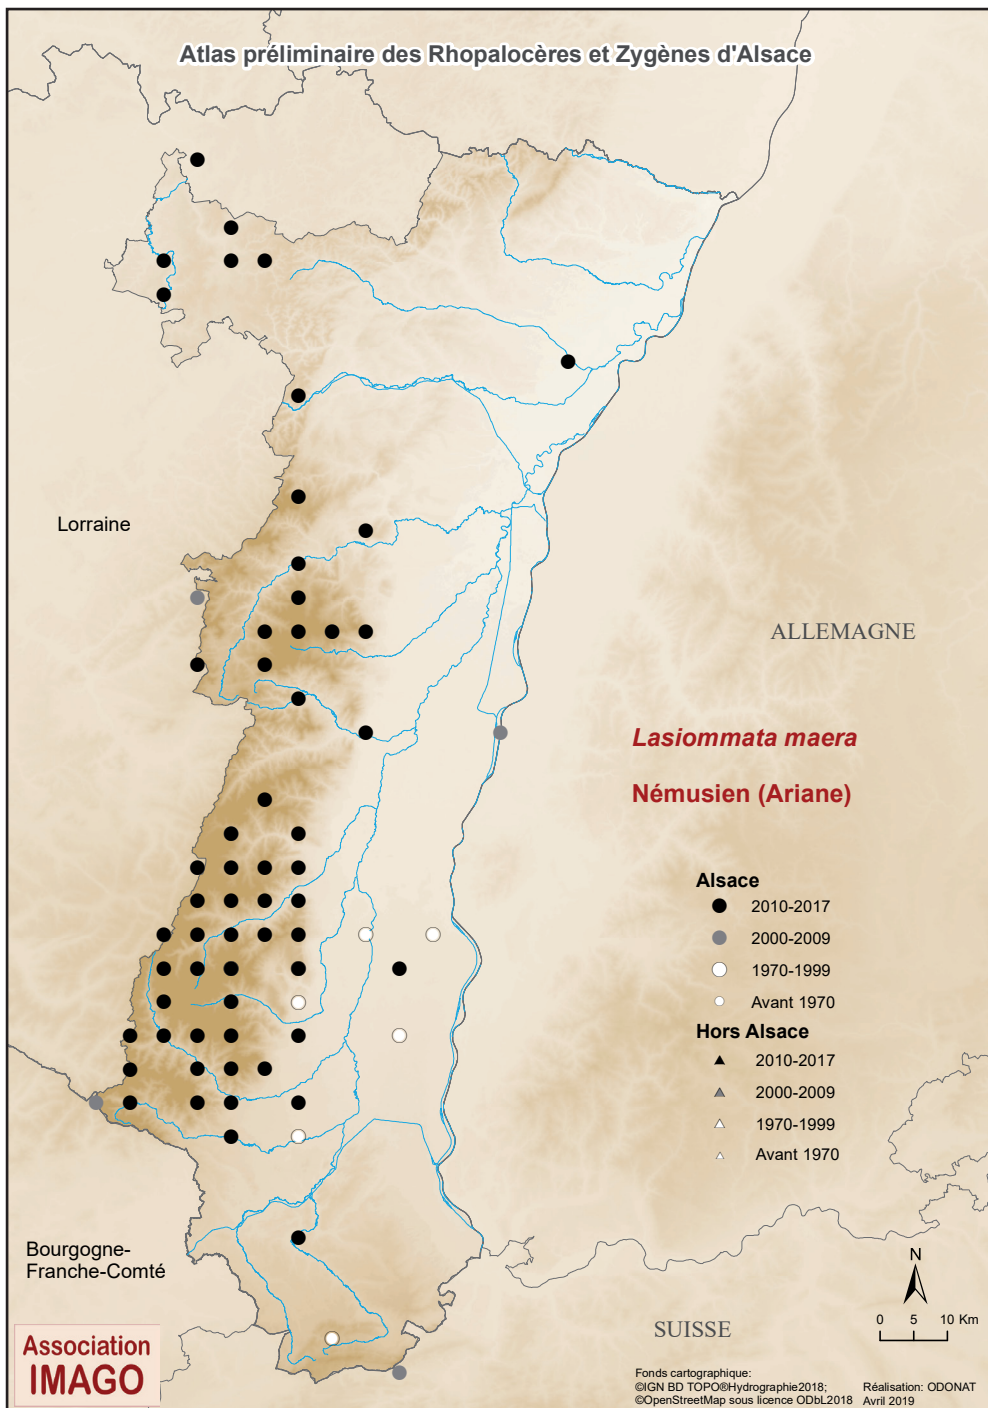 Atlas préliminaire des Rhopalocères et Zygènes d'Alsace
Lorraine
ALLEMAGNE
Lasiommata maera
Némusien (Ariane)
Alsace
2010-2017
2000-2009
1970-1999
Avant 1970
Hors Alsace
2010-2017
2000-2009
1970-1999
Avant 1970
Bourgogne-
Franche-Comté
N
0 5 10 Km
SUISSE
Association
IMAGO
Fonds cartographique:
©IGN BD TOPO®Hydrographie2018;
©OpenStreetMap sous licence ODbL2018
Réalisation: ODONAT
Avril 2019